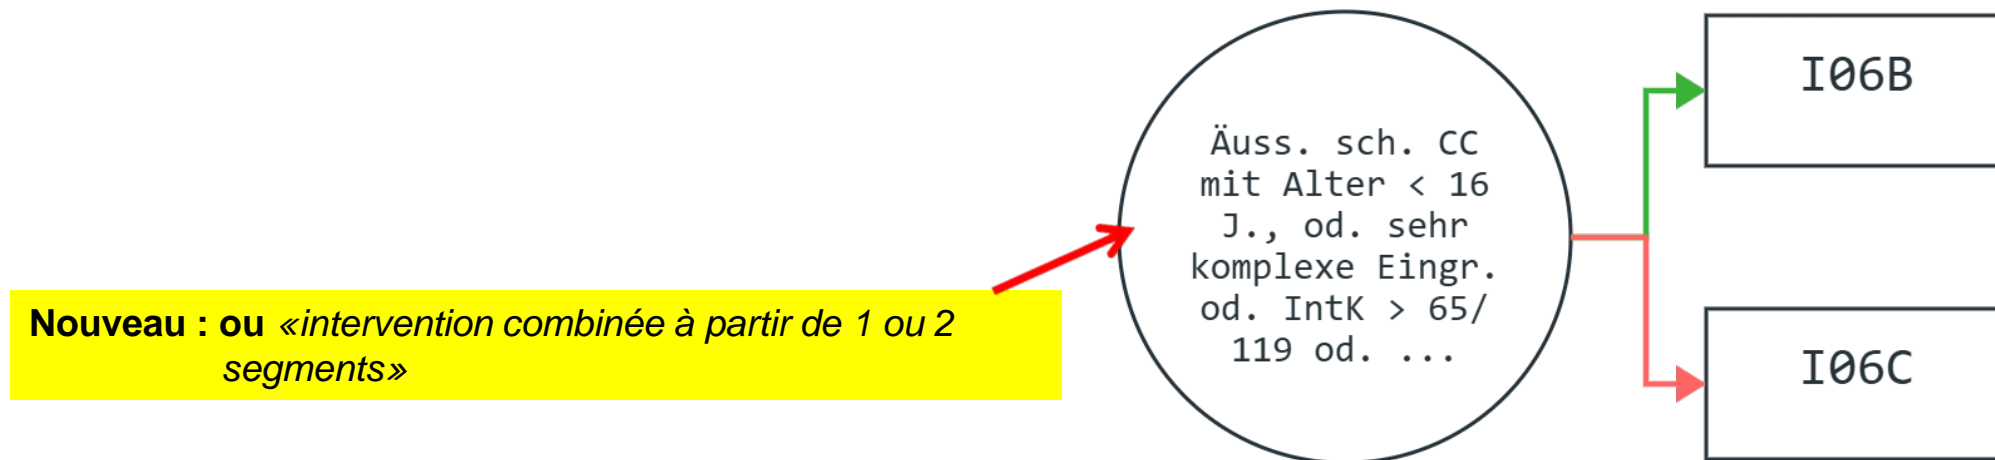 Nouveau : ou «intervention combinée à partir de 1 ou 2
segments»
Äuss. sch. CC
mit Alter < 16
J., od. sehr
komplexe Eingr.
od. IntK > 65/
119 od. ...
I06B
I06C